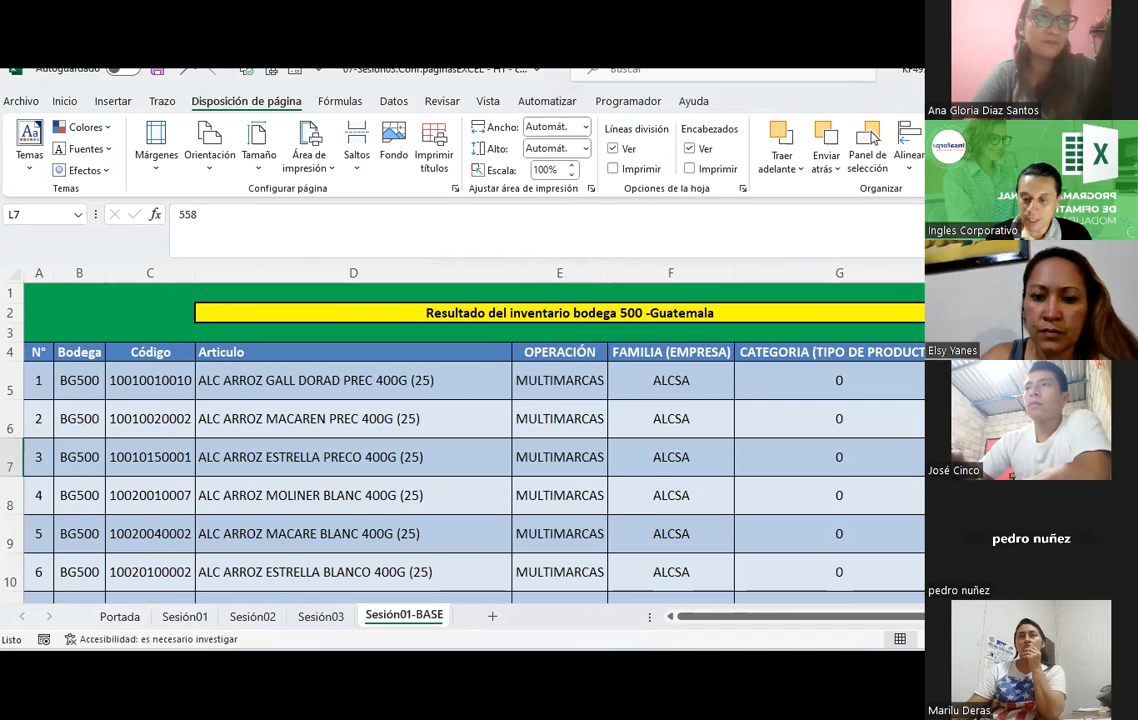 Autoguardado
07-Sesión03.Conf.páginasEXCEL - HT - c...
Buscar
Archivo Inicio Insertar Trazo Disposición de página Fórmulas Datos Revisar Vista Automatizar Programador Ayuda
Temas
Colores
Fuentes
Efectos
Márgenes
Orientación
Tamaño
Área de impresión
Saltos
Fondo
Imprimir títulos
Ancho: Automát.
Alto: Automát.
Escala: 100%
Líneas división
Ver
Imprimir
Encabezados
Ver
Imprimir
Traer adelante
Enviar atrás
Panel de selección
Alinear
Temas Configurar página Ajustar área de impresión Opciones de la hoja Organizar
L7 fx 558
A B C D E F G
1
2 Resultado del inventario bodega 500 -Guatemala
3
4 N° Bodega Código Articulo OPERACIÓN FAMILIA (EMPRESA) CATEGORIA (TIPO DE PRODUCT
5 1 BG500 10010010010 ALC ARROZ GALL DORAD PREC 400G (25) MULTIMARCAS ALCSA 0
6 2 BG500 10010020002 ALC ARROZ MACAREN PREC 400G (25) MULTIMARCAS ALCSA 0
7 3 BG500 10010150001 ALC ARROZ ESTRELLA PRECO 400G (25) MULTIMARCAS ALCSA 0
8 4 BG500 10020010007 ALC ARROZ MOLINER BLANC 400G (25) MULTIMARCAS ALCSA 0
9 5 BG500 10020040002 ALC ARROZ MACARE BLANC 400G (25) MULTIMARCAS ALCSA 0
10 6 BG500 10020100002 ALC ARROZ ESTRELLA BLANCO 400G (25) MULTIMARCAS ALCSA 0
Portada Sesión01 Sesión02 Sesión03 Sesión01-BASE
Listo Accesibilidad: es necesario investigar
Ana Gloria Diaz Santos
insaforp
X
PROGRAMA
DE OFIMATI
Ingles Corporativo
Elsy Yanes
José Cinco
pedro nuñez
pedro nuñez
Marilu Deras